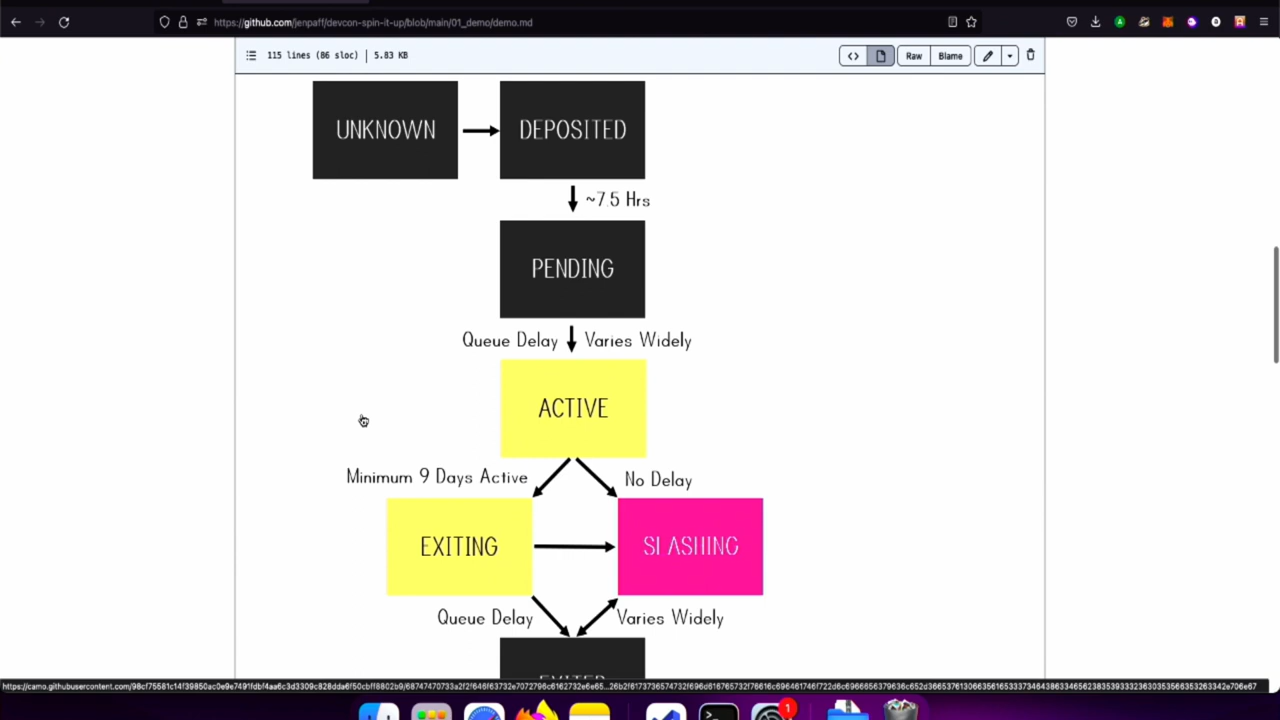 https://github.com/jenpaff/devcon-spin-it-up/blob/main/01_demo/demo.md
115 lines (86 sloc) | 5.83 KB
Raw
Blame
UNKNOWN
DEPOSITED
~7.5 Hrs
PENDING
Queue Delay
Varies Widely
ACTIVE
Minimum 9 Days Active
No Delay
EXITING
SLASHING
Queue Delay
Varies Widely
1